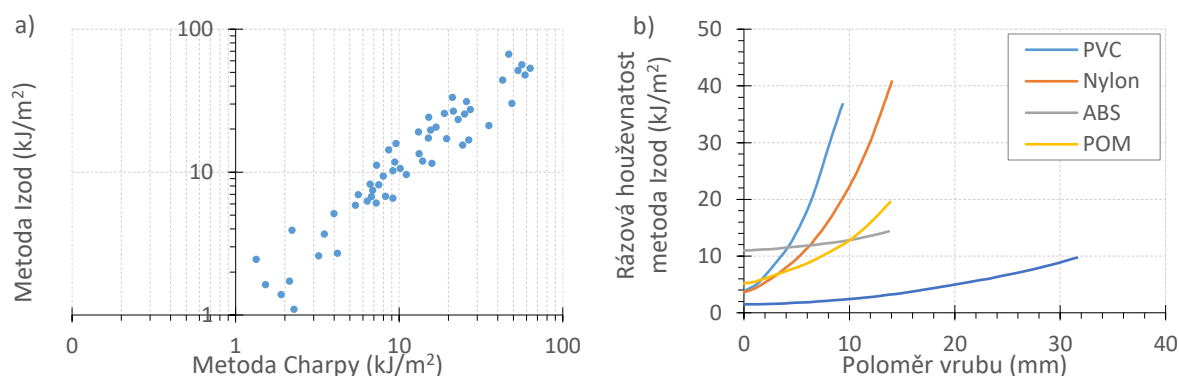 a)
Metoda Izod (kJ/m²)
100
10
1
0
1
10
100
Metoda Charpy (kJ/m²)
b)
Rázová houževnatost
metoda Izod (kJ/m²)
50
40
30
20
10
0
0
10
20
30
40
Poloměr vrubu (mm)
PVC
Nylon
ABS
POM